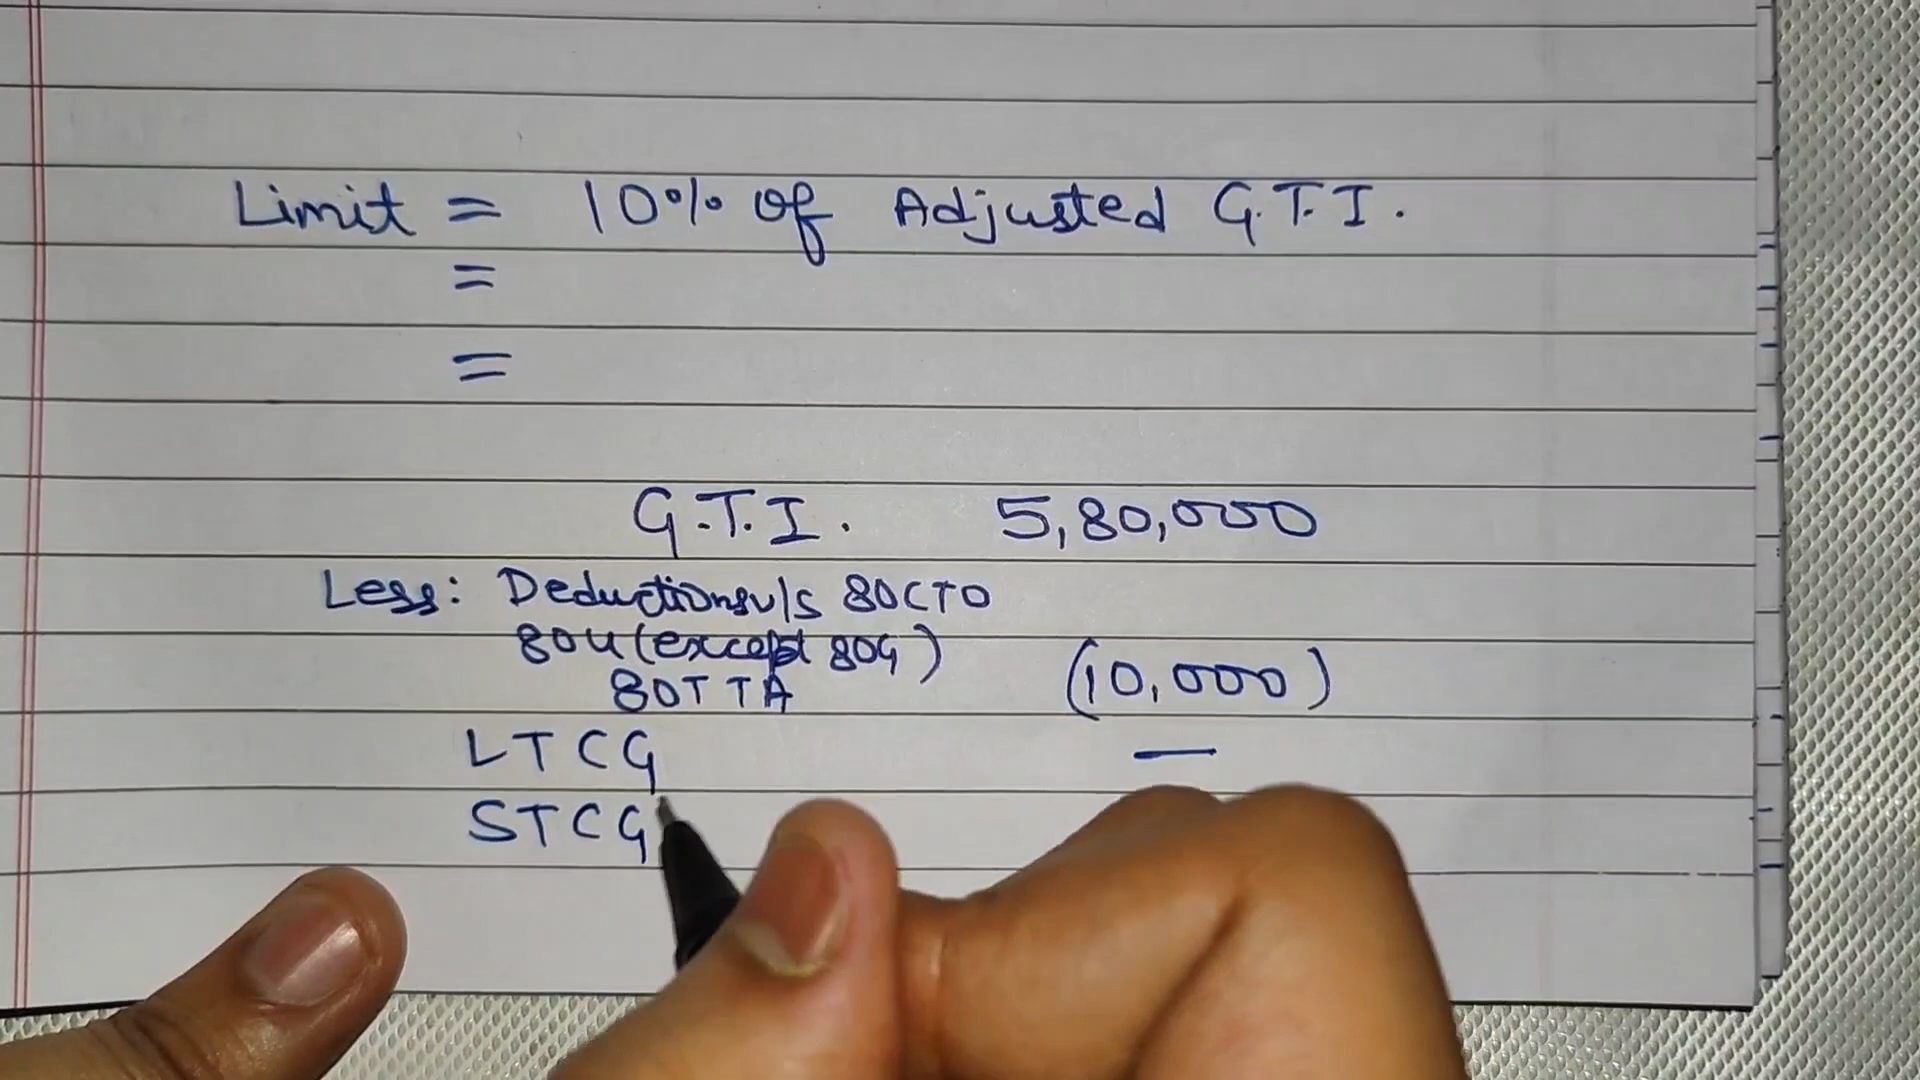 Limit = 10% of Adjusted G.T.I.
=
=
G.T.I. 5,80,000
Less: Deductions u/s 80C TO
80U (except 80G)
80TTA (10,000)
LTCG —
STCG